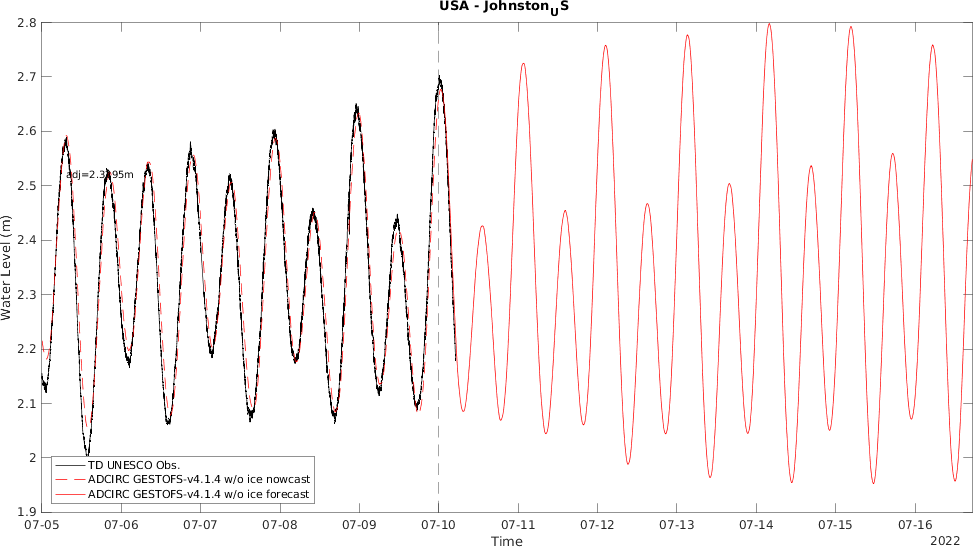 USA - Johnston_US
2.8
2.7
2.6
2.5
2.4
2.3
2.2
2.1
2
1.9
Water Level (m)
TD UNESCO Obs.
ADCIRC GESTOFS-v4.1.4 w/o ice nowcast
ADCIRC GESTOFS-v4.1.4 w/o ice forecast
07-05 07-06 07-07 07-08 07-09 07-10 07-11 07-12 07-13 07-14 07-15 07-16
Time
2022